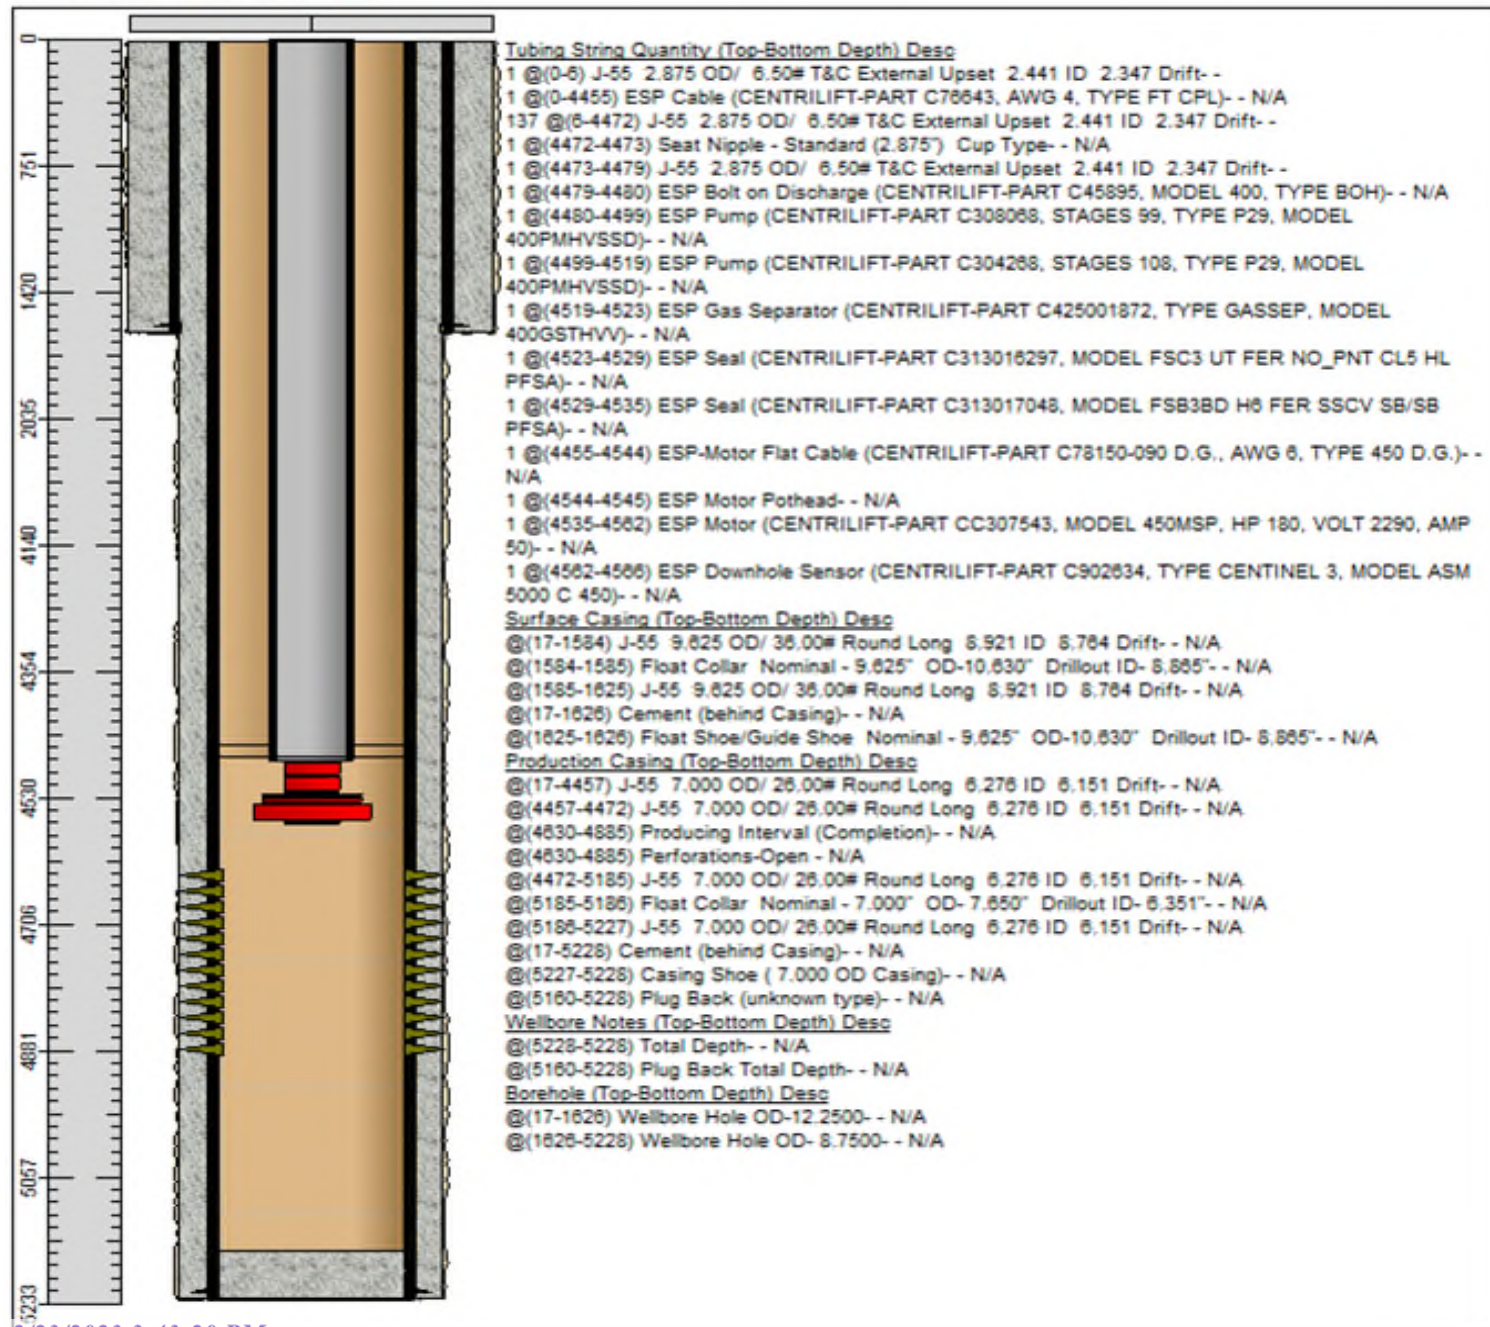 Tubing String Quantity (Top-Bottom Depth) Desc
1 @(0-6) J-55 2.875 OD/ 6.50# T&C External Upset 2.441 ID 2.347 Drift- -
1 @(0-4455) ESP Cable (CENTRILIFT-PART C76643, AWG 4, TYPE FT CPL)- - N/A
137 @(6-4472) J-55 2.875 OD/ 6.50# T&C External Upset 2.441 ID 2.347 Drift- -
1 @(4472-4473) Seat Nipple - Standard (2.875") Cup Type- - N/A
1 @(4473-4479) J-55 2.875 OD/ 6.50# T&C External Upset 2.441 ID 2.347 Drift- -
1 @(4479-4480) ESP Bolt on Discharge (CENTRILIFT-PART C45895, MODEL 400, TYPE BOH)- - N/A
1 @(4480-4499) ESP Pump (CENTRILIFT-PART C308068, STAGES 99, TYPE P29, MODEL
400PMHVSSD)- - N/A
1 @(4499-4519) ESP Pump (CENTRILIFT-PART C304268, STAGES 108, TYPE P29, MODEL
400PMHVSSD)- - N/A
1 @(4519-4523) ESP Gas Separator (CENTRILIFT-PART C425001872, TYPE GASSEP, MODEL
400GSTHVV)- - N/A
1 @(4523-4529) ESP Seal (CENTRILIFT-PART C313016297, MODEL FSC3 UT FER NO_PNT CL5 HL
PFSA)- - N/A
1 @(4529-4535) ESP Seal (CENTRILIFT-PART C313017048, MODEL FSB3BD H6 FER SSCV SB/SB
PFSA)- - N/A
1 @(4455-4544) ESP-Motor Flat Cable (CENTRILIFT-PART C78150-090 D.G., AWG 6, TYPE 450 D.G.)- -
N/A
1 @(4544-4545) ESP Motor Pothead- - N/A
1 @(4535-4562) ESP Motor (CENTRILIFT-PART CC307543, MODEL 450MSP, HP 180, VOLT 2290, AMP
50)- - N/A
1 @(4562-4566) ESP Downhole Sensor (CENTRILIFT-PART C902634, TYPE CENTINEL 3, MODEL ASM
5000 C 450)- - N/A
Surface Casing (Top-Bottom Depth) Desc
@(17-1584) J-55 9.625 OD/ 36.00# Round Long 8.921 ID 8.764 Drift- - N/A
@(1584-1585) Float Collar Nominal - 9.625" OD-10.630" Drillout ID- 8.865"- - N/A
@(1585-1625) J-55 9.625 OD/ 36.00# Round Long 8.921 ID 8.764 Drift- - N/A
@(17-1626) Cement (behind Casing)- - N/A
@(1625-1626) Float Shoe/Guide Shoe Nominal - 9.625" OD-10.630" Drillout ID- 8.865"- - N/A
Production Casing (Top-Bottom Depth) Desc
@(17-4457) J-55 7.000 OD/ 26.00# Round Long 6.276 ID 6.151 Drift- - N/A
@(4457-4472) J-55 7.000 OD/ 26.00# Round Long 6.276 ID 6.151 Drift- - N/A
@(4630-4885) Producing Interval (Completion)- - N/A
@(4630-4885) Perforations-Open - N/A
@(4472-5185) J-55 7.000 OD/ 26.00# Round Long 6.276 ID 6.151 Drift- - N/A
@(5185-5186) Float Collar Nominal - 7.000" OD- 7.650" Drillout ID- 6.351"- - N/A
@(5186-5227) J-55 7.000 OD/ 26.00# Round Long 6.276 ID 6.151 Drift- - N/A
@(17-5228) Cement (behind Casing)- - N/A
@(5227-5228) Casing Shoe ( 7.000 OD Casing)- - N/A
@(5160-5228) Plug Back (unknown type)- - N/A
Wellbore Notes (Top-Bottom Depth) Desc
@(5228-5228) Total Depth- - N/A
@(5160-5228) Plug Back Total Depth- - N/A
Borehole (Top-Bottom Depth) Desc
@(17-1626) Wellbore Hole OD-12.2500- - N/A
@(1626-5228) Wellbore Hole OD- 8.7500- - N/A
0
751
1420
2035
4140
4354
4530
4706
4881
5057
5233